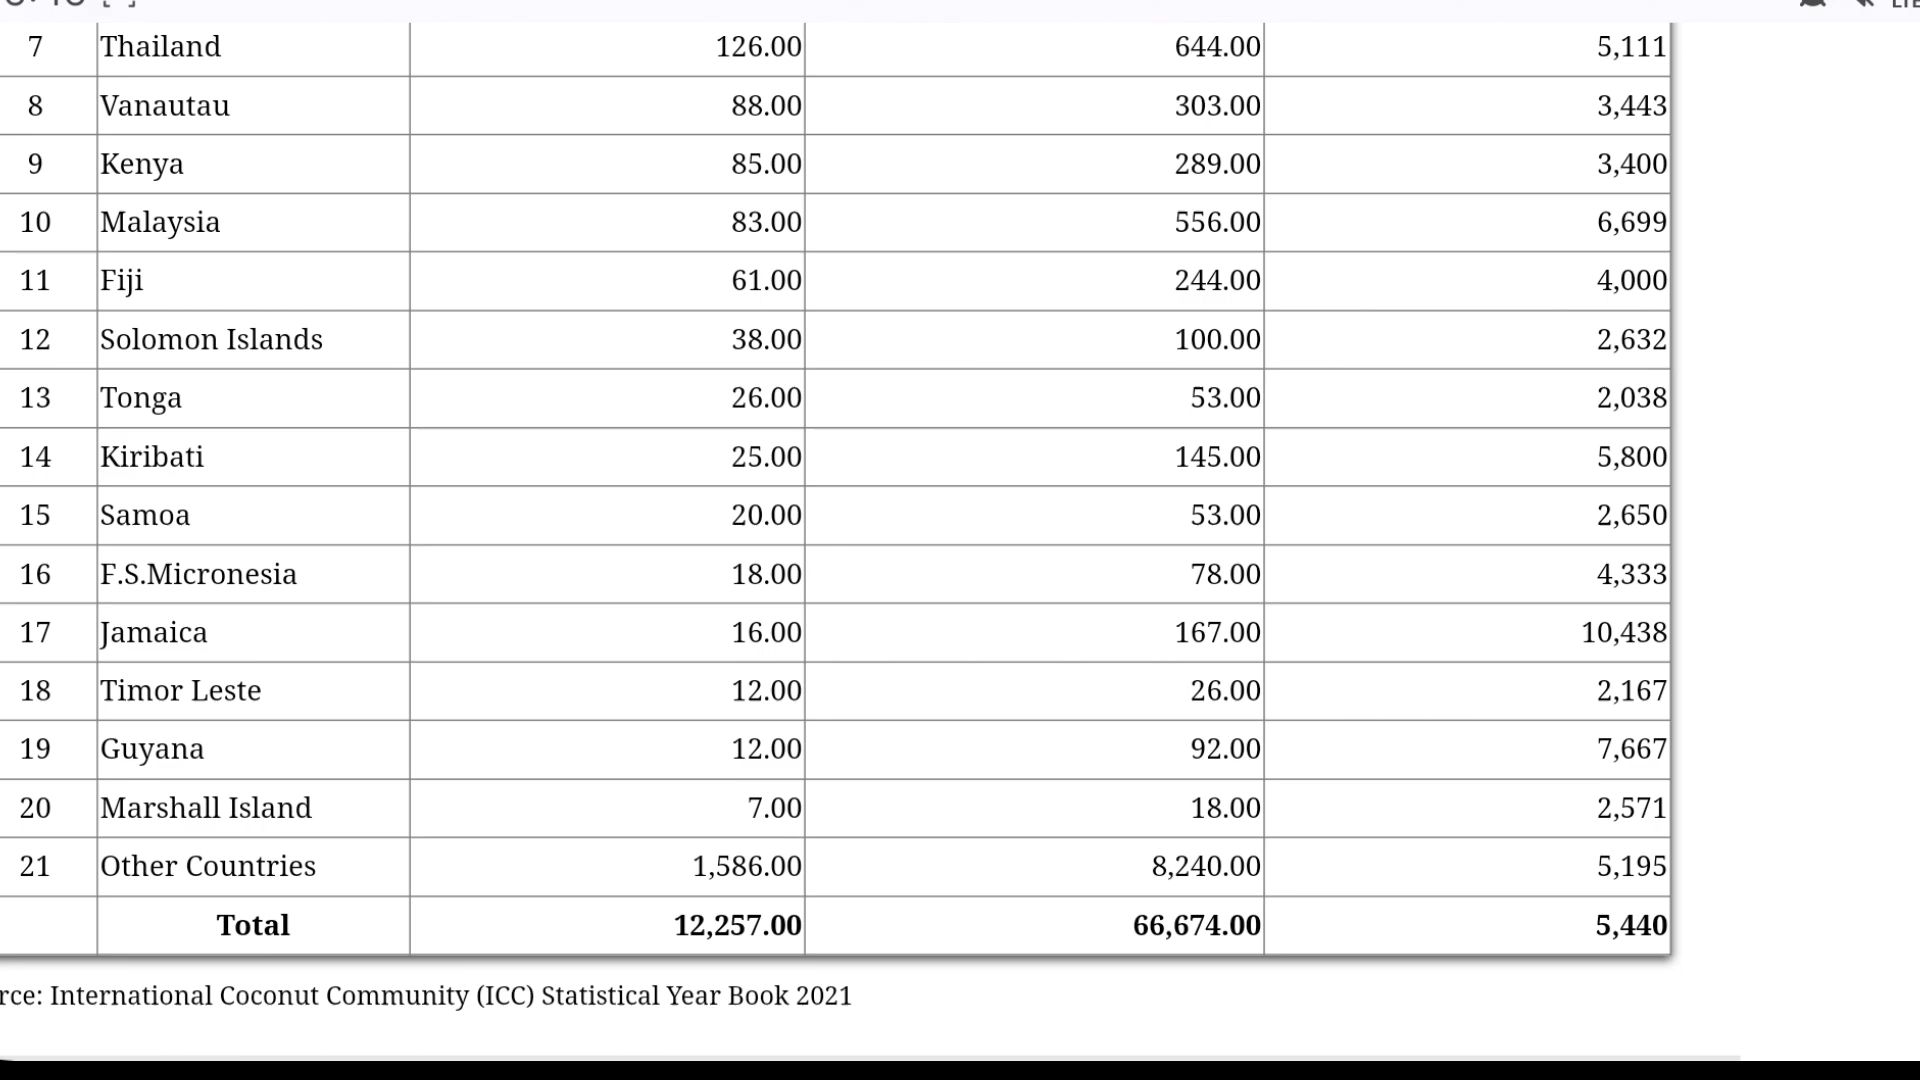 7 Thailand 126.00 644.00 5,111
8 Vanautau 88.00 303.00 3,443
9 Kenya 85.00 289.00 3,400
10 Malaysia 83.00 556.00 6,699
11 Fiji 61.00 244.00 4,000
12 Solomon Islands 38.00 100.00 2,632
13 Tonga 26.00 53.00 2,038
14 Kiribati 25.00 145.00 5,800
15 Samoa 20.00 53.00 2,650
16 F.S.Micronesia 18.00 78.00 4,333
17 Jamaica 16.00 167.00 10,438
18 Timor Leste 12.00 26.00 2,167
19 Guyana 12.00 92.00 7,667
20 Marshall Island 7.00 18.00 2,571
21 Other Countries 1,586.00 8,240.00 5,195
Total 12,257.00 66,674.00 5,440
rce: International Coconut Community (ICC) Statistical Year Book 2021